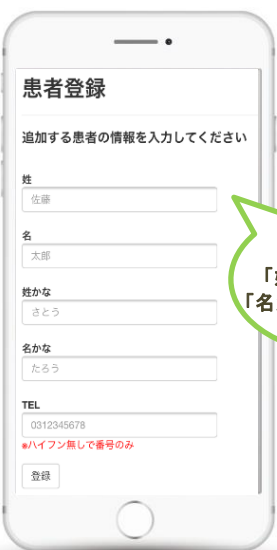 患者登録
追加する患者の情報を入力してください
姓
佐藤
名
太郎
姓かな
さとう
名かな
たろう
TEL
0312345678
※ハイフン無しで番号のみ
登録
「名